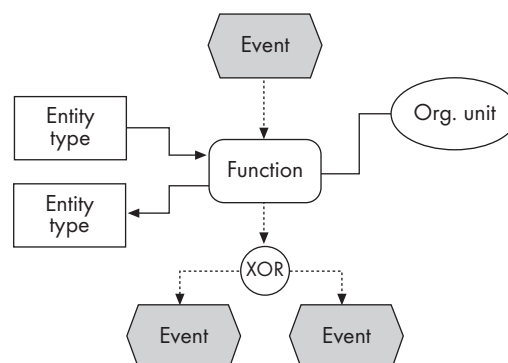 Event
Entity
type
Org. unit
Function
Entity
type
XOR
Event
Event